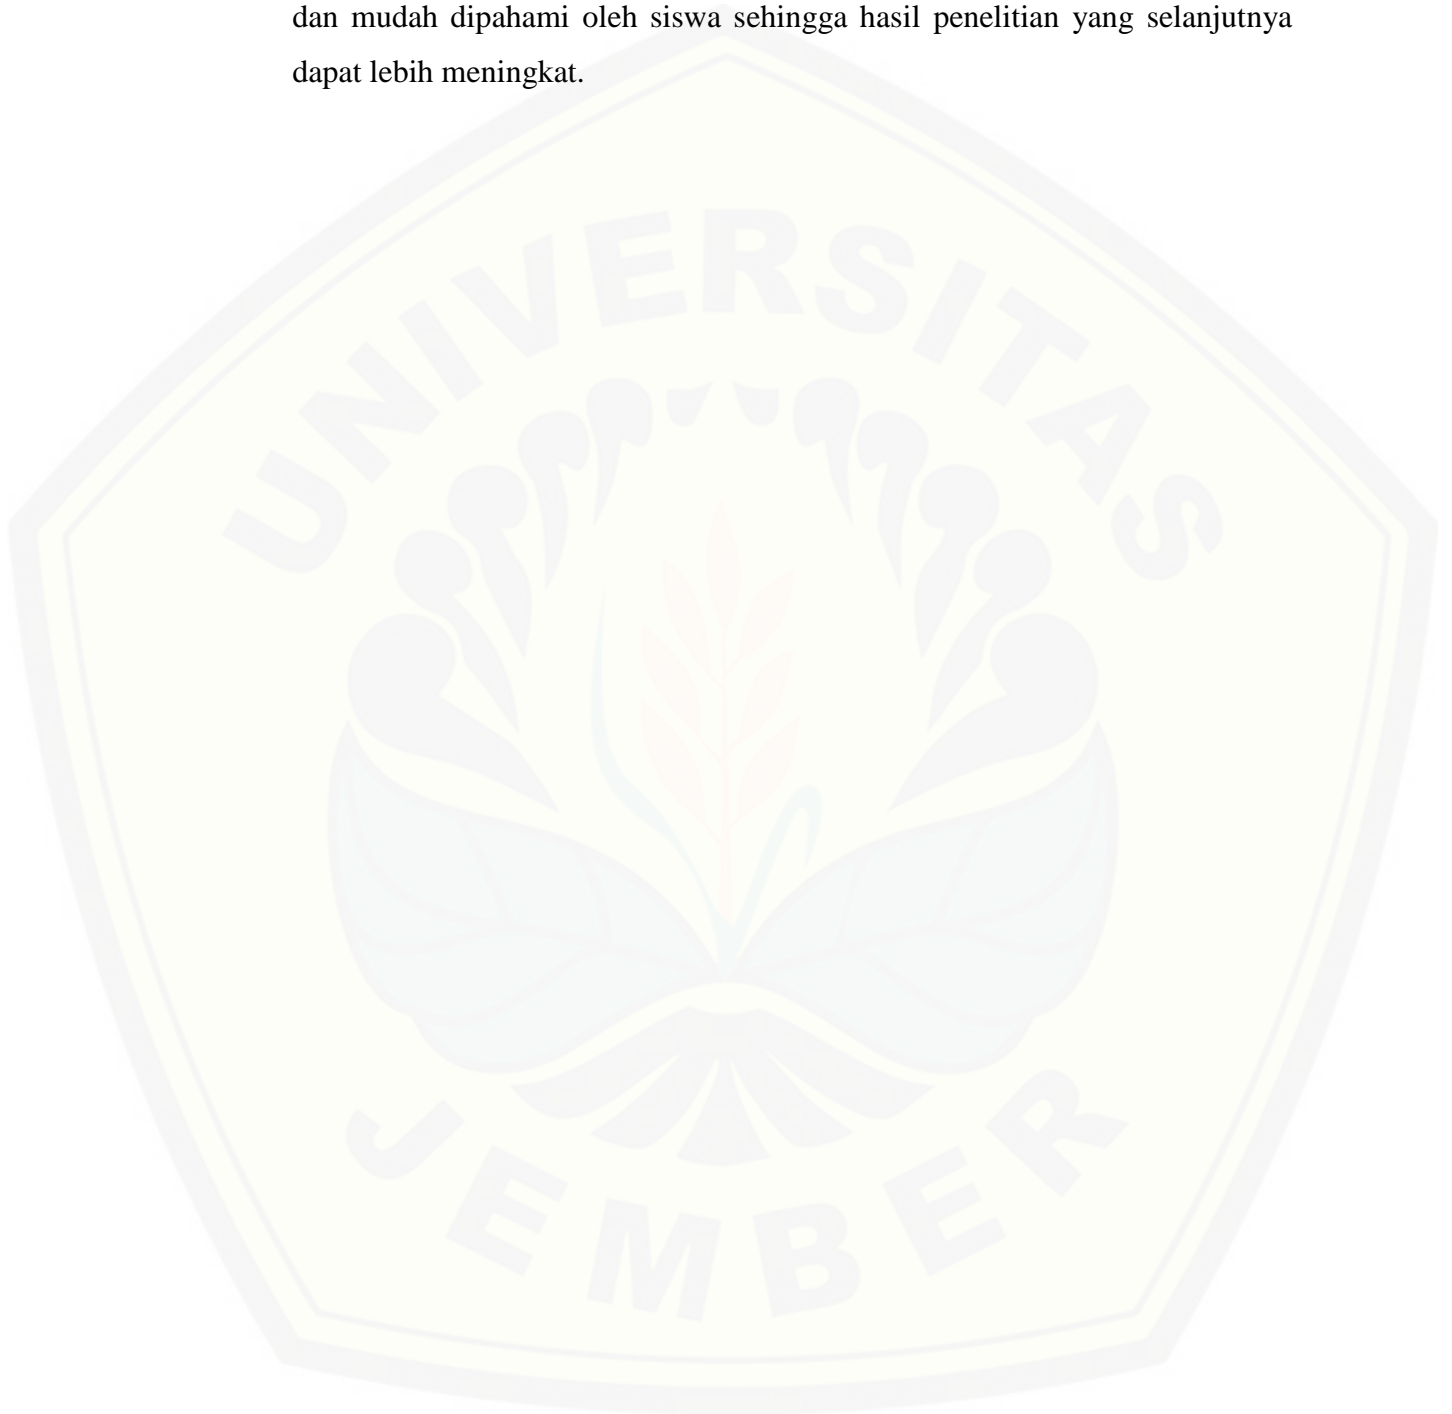 dan mudah dipahami oleh siswa sehingga hasil penelitian yang selanjutnya
dapat lebih meningkat.
UNIVERSITAS
JEMBER